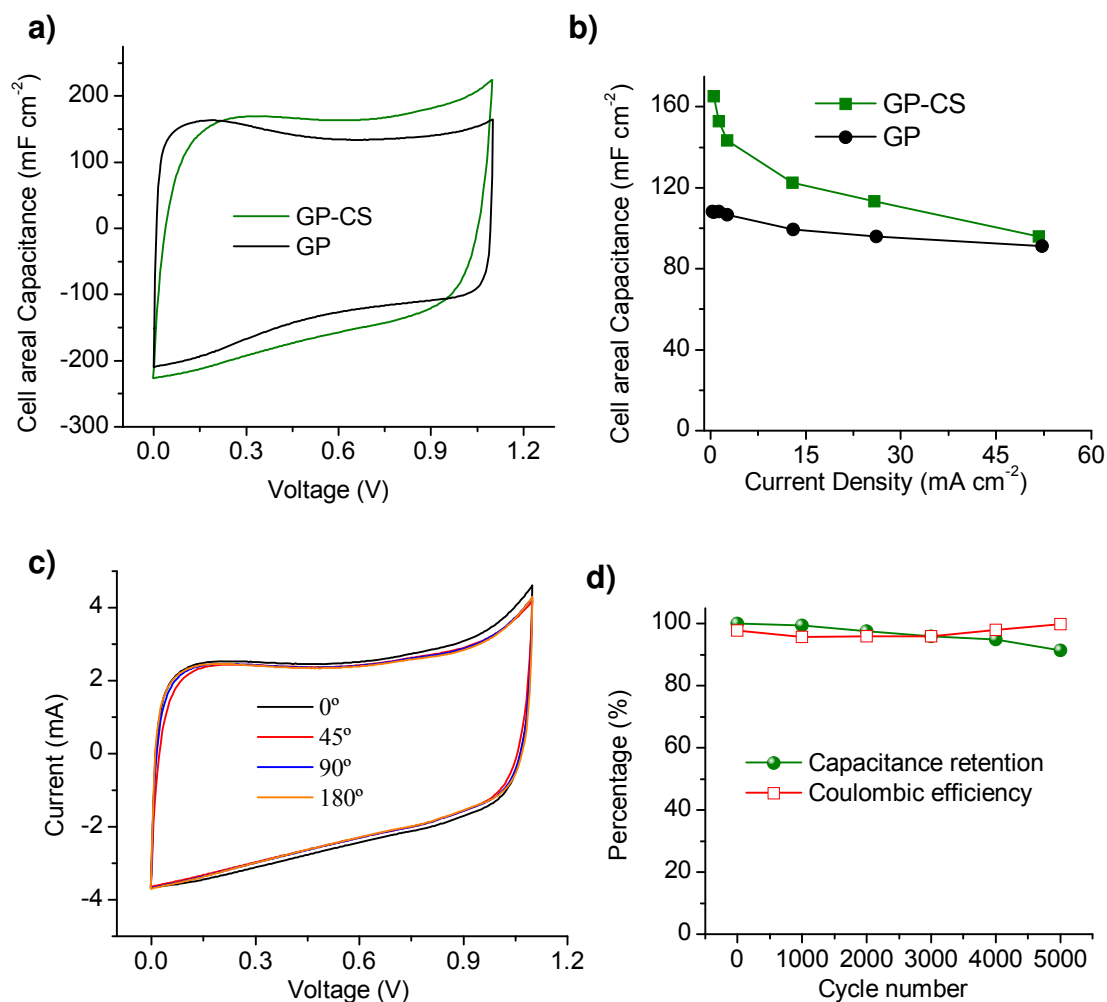 a)
Cell areal Capacitance (mF cm-2)
200
100
0
-100
-200
-300
GP-CS
GP
0.0 0.3 0.6 0.9 1.2
Voltage (V)
b)
Cell areal Capacitance (mF cm-2)
160
120
80
40
0
GP-CS
GP
0 15 30 45 60
Current Density (mA cm-2)
c)
Current (mA)
4
2
0
-2
-4
0º
45º
90º
180º
0.0 0.3 0.6 0.9 1.2
Voltage (V)
d)
Percentage (%)
100
80
60
40
20
0
Capacitance retention
Coulombic efficiency
0 1000 2000 3000 4000 5000
Cycle number